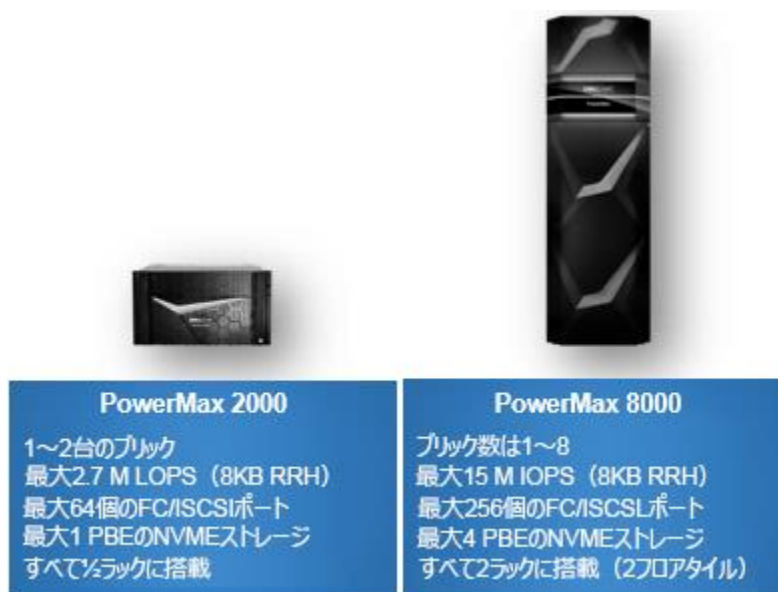 PowerMax 2000
1～2台のブリック
最大2.7 M LOPS（8KB RRH）
最大64個のFC/ISCSIポート
最大1 PBEのNVMEストレージ
すべて½ラックに搭載
PowerMax 8000
ブリック数は1～8
最大15 M IOPS（8KB RRH）
最大256個のFC/ISCSLポート
最大4 PBEのNVMEストレージ
すべて2ラックに搭載（2フロアタイル）